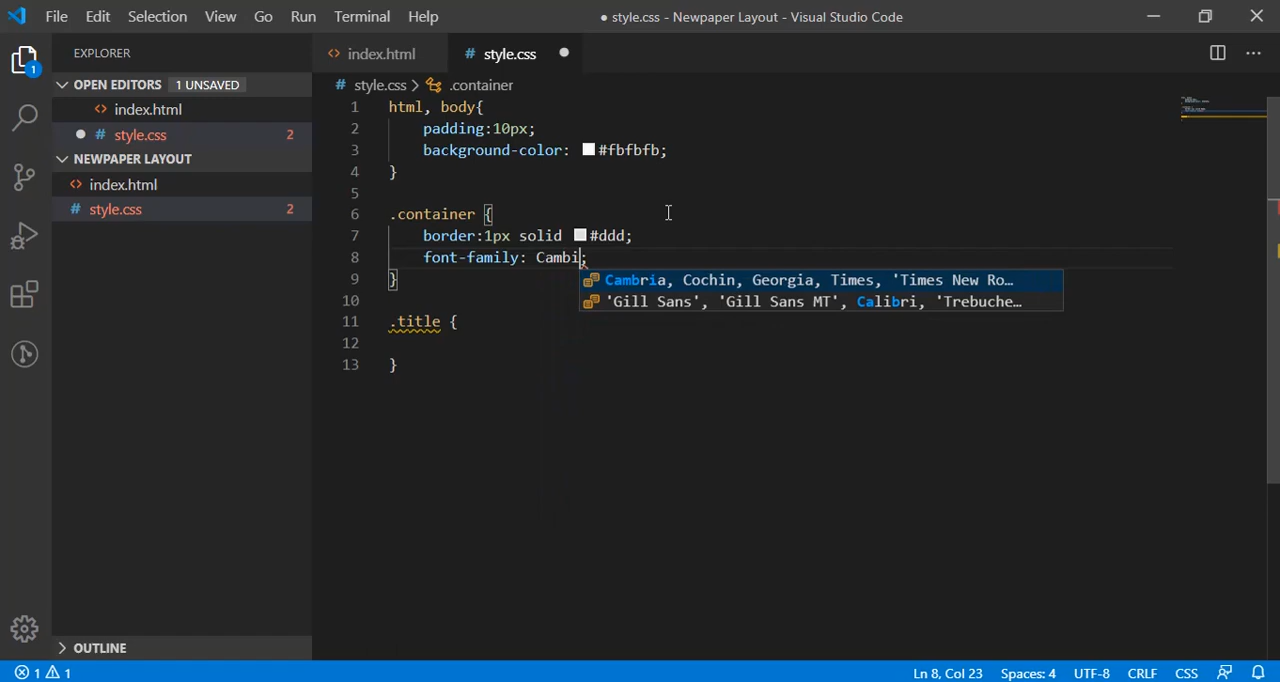 File Edit Selection View Go Run Terminal Help ● style.css - Newpaper Layout - Visual Studio Code
EXPLORER
OPEN EDITORS 1 UNSAVED
<> index.html
● # style.css 2
NEWPAPER LAYOUT
<> index.html
# style.css 2
OUTLINE
1
<> index.html # style.css ●
# style.css > .container
1 html, body{
2 padding:10px;
3 background-color: #fbfbfb;
4 }
5
6 .container {
7 border:1px solid #ddd;
8 font-family: Cambi;
Cambria, Cochin, Georgia, Times, 'Times New Ro...
'Gill Sans', 'Gill Sans MT', Calibri, 'Trebuche...
9 }
10
11 .title {
12
13 }
1 1 Ln 8, Col 23 Spaces: 4 UTF-8 CRLF CSS